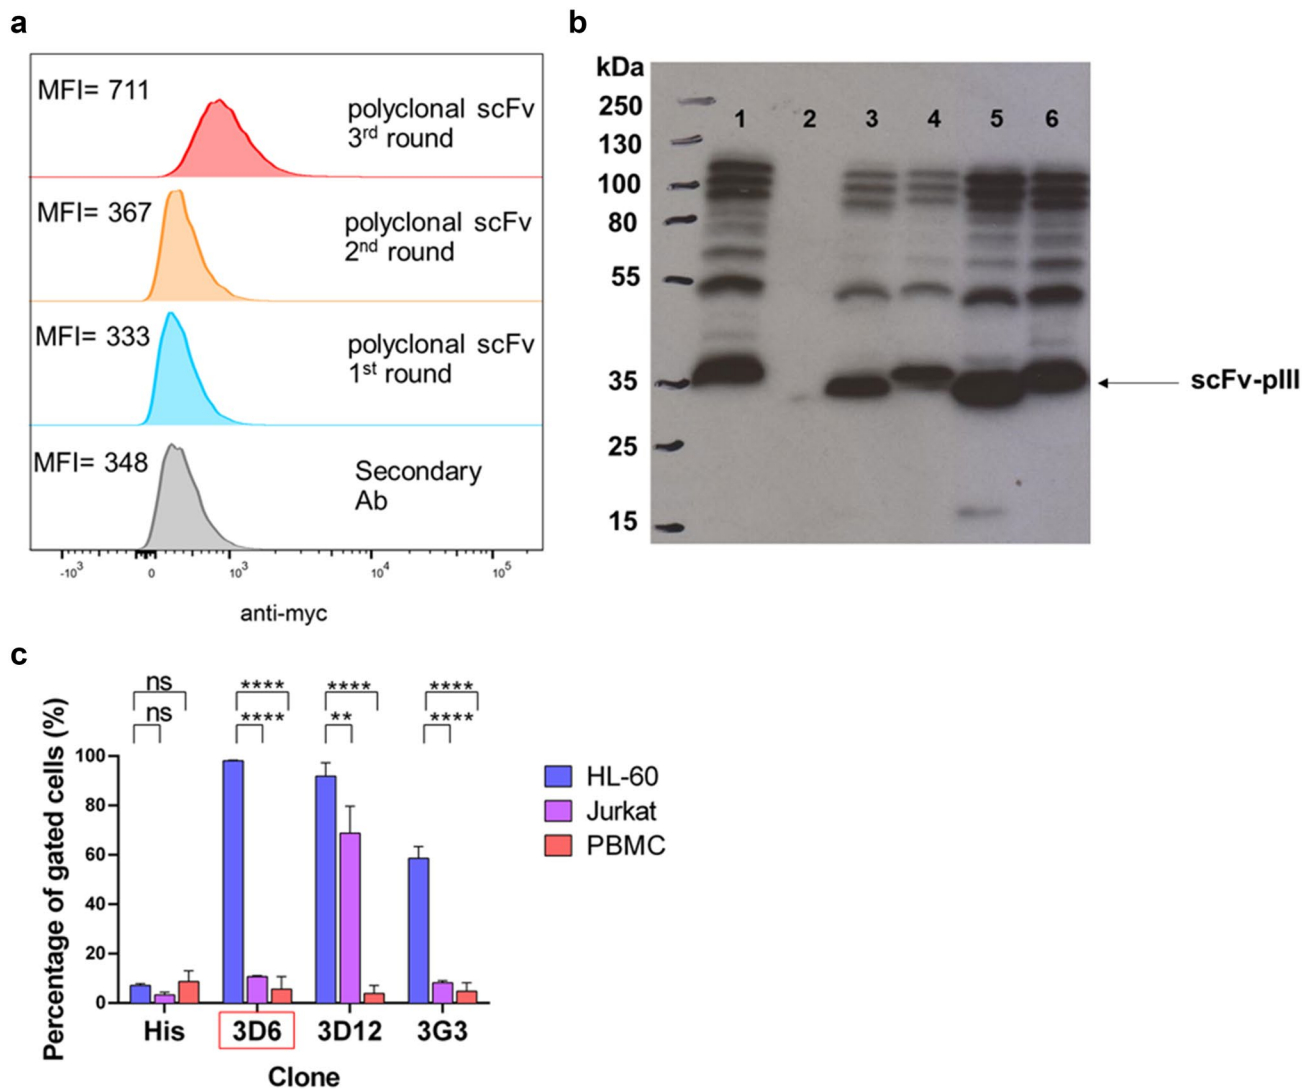 a
MFI= 711
polyclonal scFv
3rd round
MFI= 367
polyclonal scFv
2nd round
MFI= 333
polyclonal scFv
1st round
MFI= 348
Secondary
Ab
-103 0 103 104 105
anti-myc
b
kDa
250
130
100
80
55
35
25
15
1 2 3 4 5 6
scFv-pIII
c
Percentage of gated cells (%)
100
80
60
40
20
0
ns **** **** ****
ns **** ** ****
HL-60
Jurkat
PBMC
His 3D6 3D12 3G3
Clone